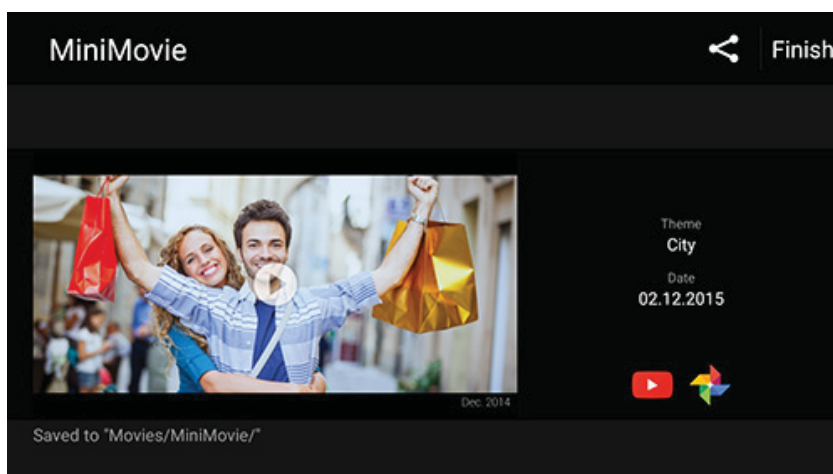 MiniMovie
Finish
Theme
City
Date
02.12.2015
Dec. 2014
Saved to "Movies/MiniMovie/"